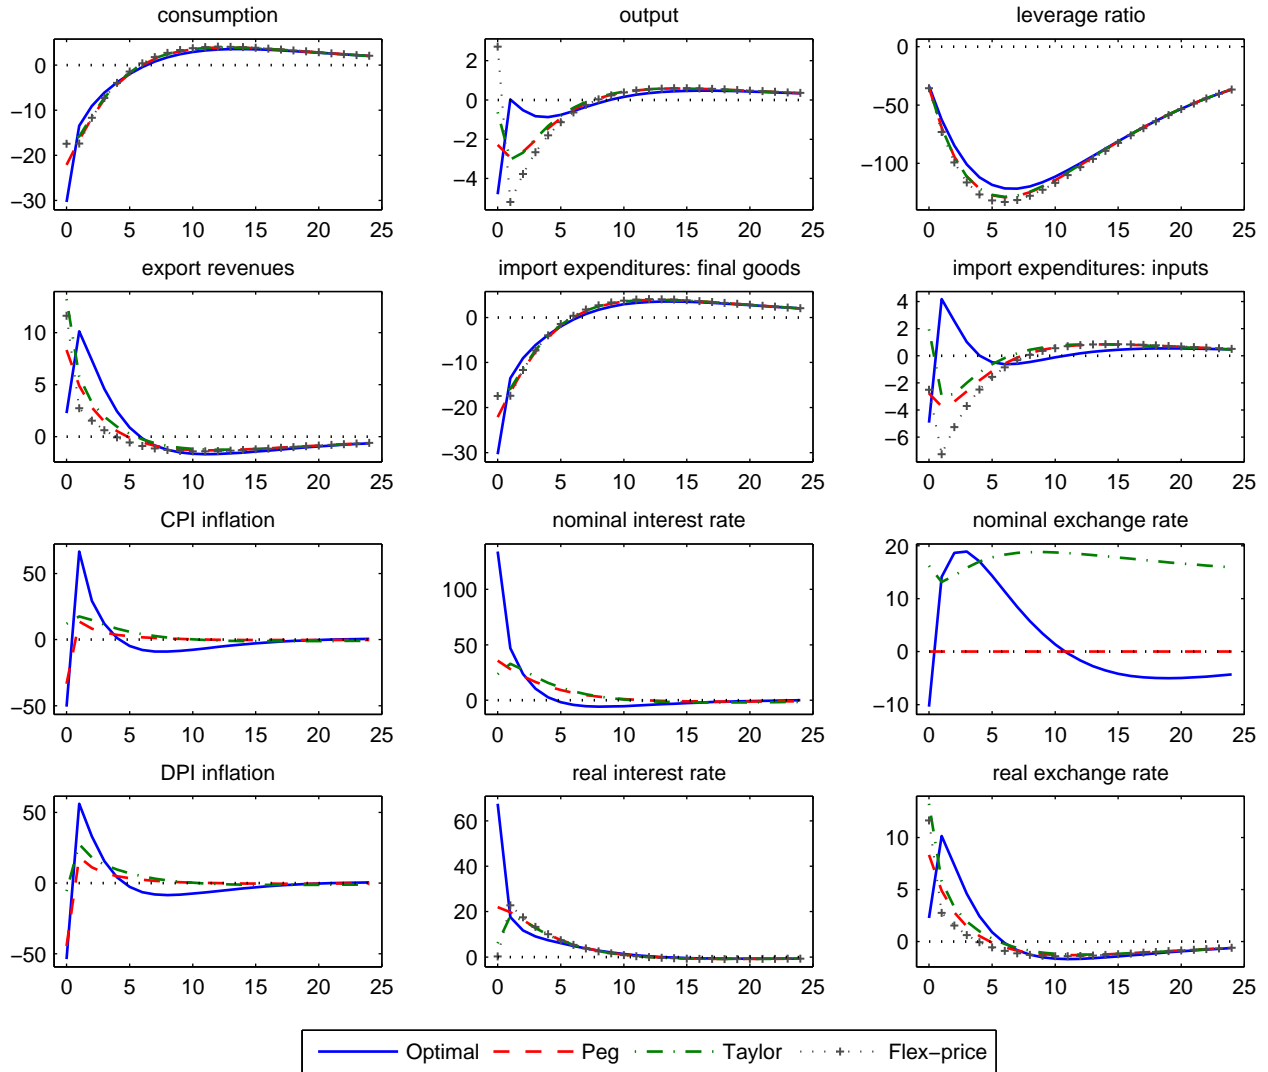 consumption
output
leverage ratio
0
−10
−20
−30
0 5 10 15 20 25
2
0
−2
−4
0 5 10 15 20 25
0
−50
−100
0 5 10 15 20 25
export revenues
import expenditures: final goods
import expenditures: inputs
10
5
0
0 5 10 15 20 25
0
−10
−20
−30
0 5 10 15 20 25
4
2
0
−2
−4
−6
0 5 10 15 20 25
CPI inflation
nominal interest rate
nominal exchange rate
50
0
−50
0 5 10 15 20 25
100
50
0
0 5 10 15 20 25
20
10
0
−10
0 5 10 15 20 25
DPI inflation
real interest rate
real exchange rate
50
0
−50
0 5 10 15 20 25
60
40
20
0
0 5 10 15 20 25
10
5
0
0 5 10 15 20 25
Optimal Peg Taylor Flex−price